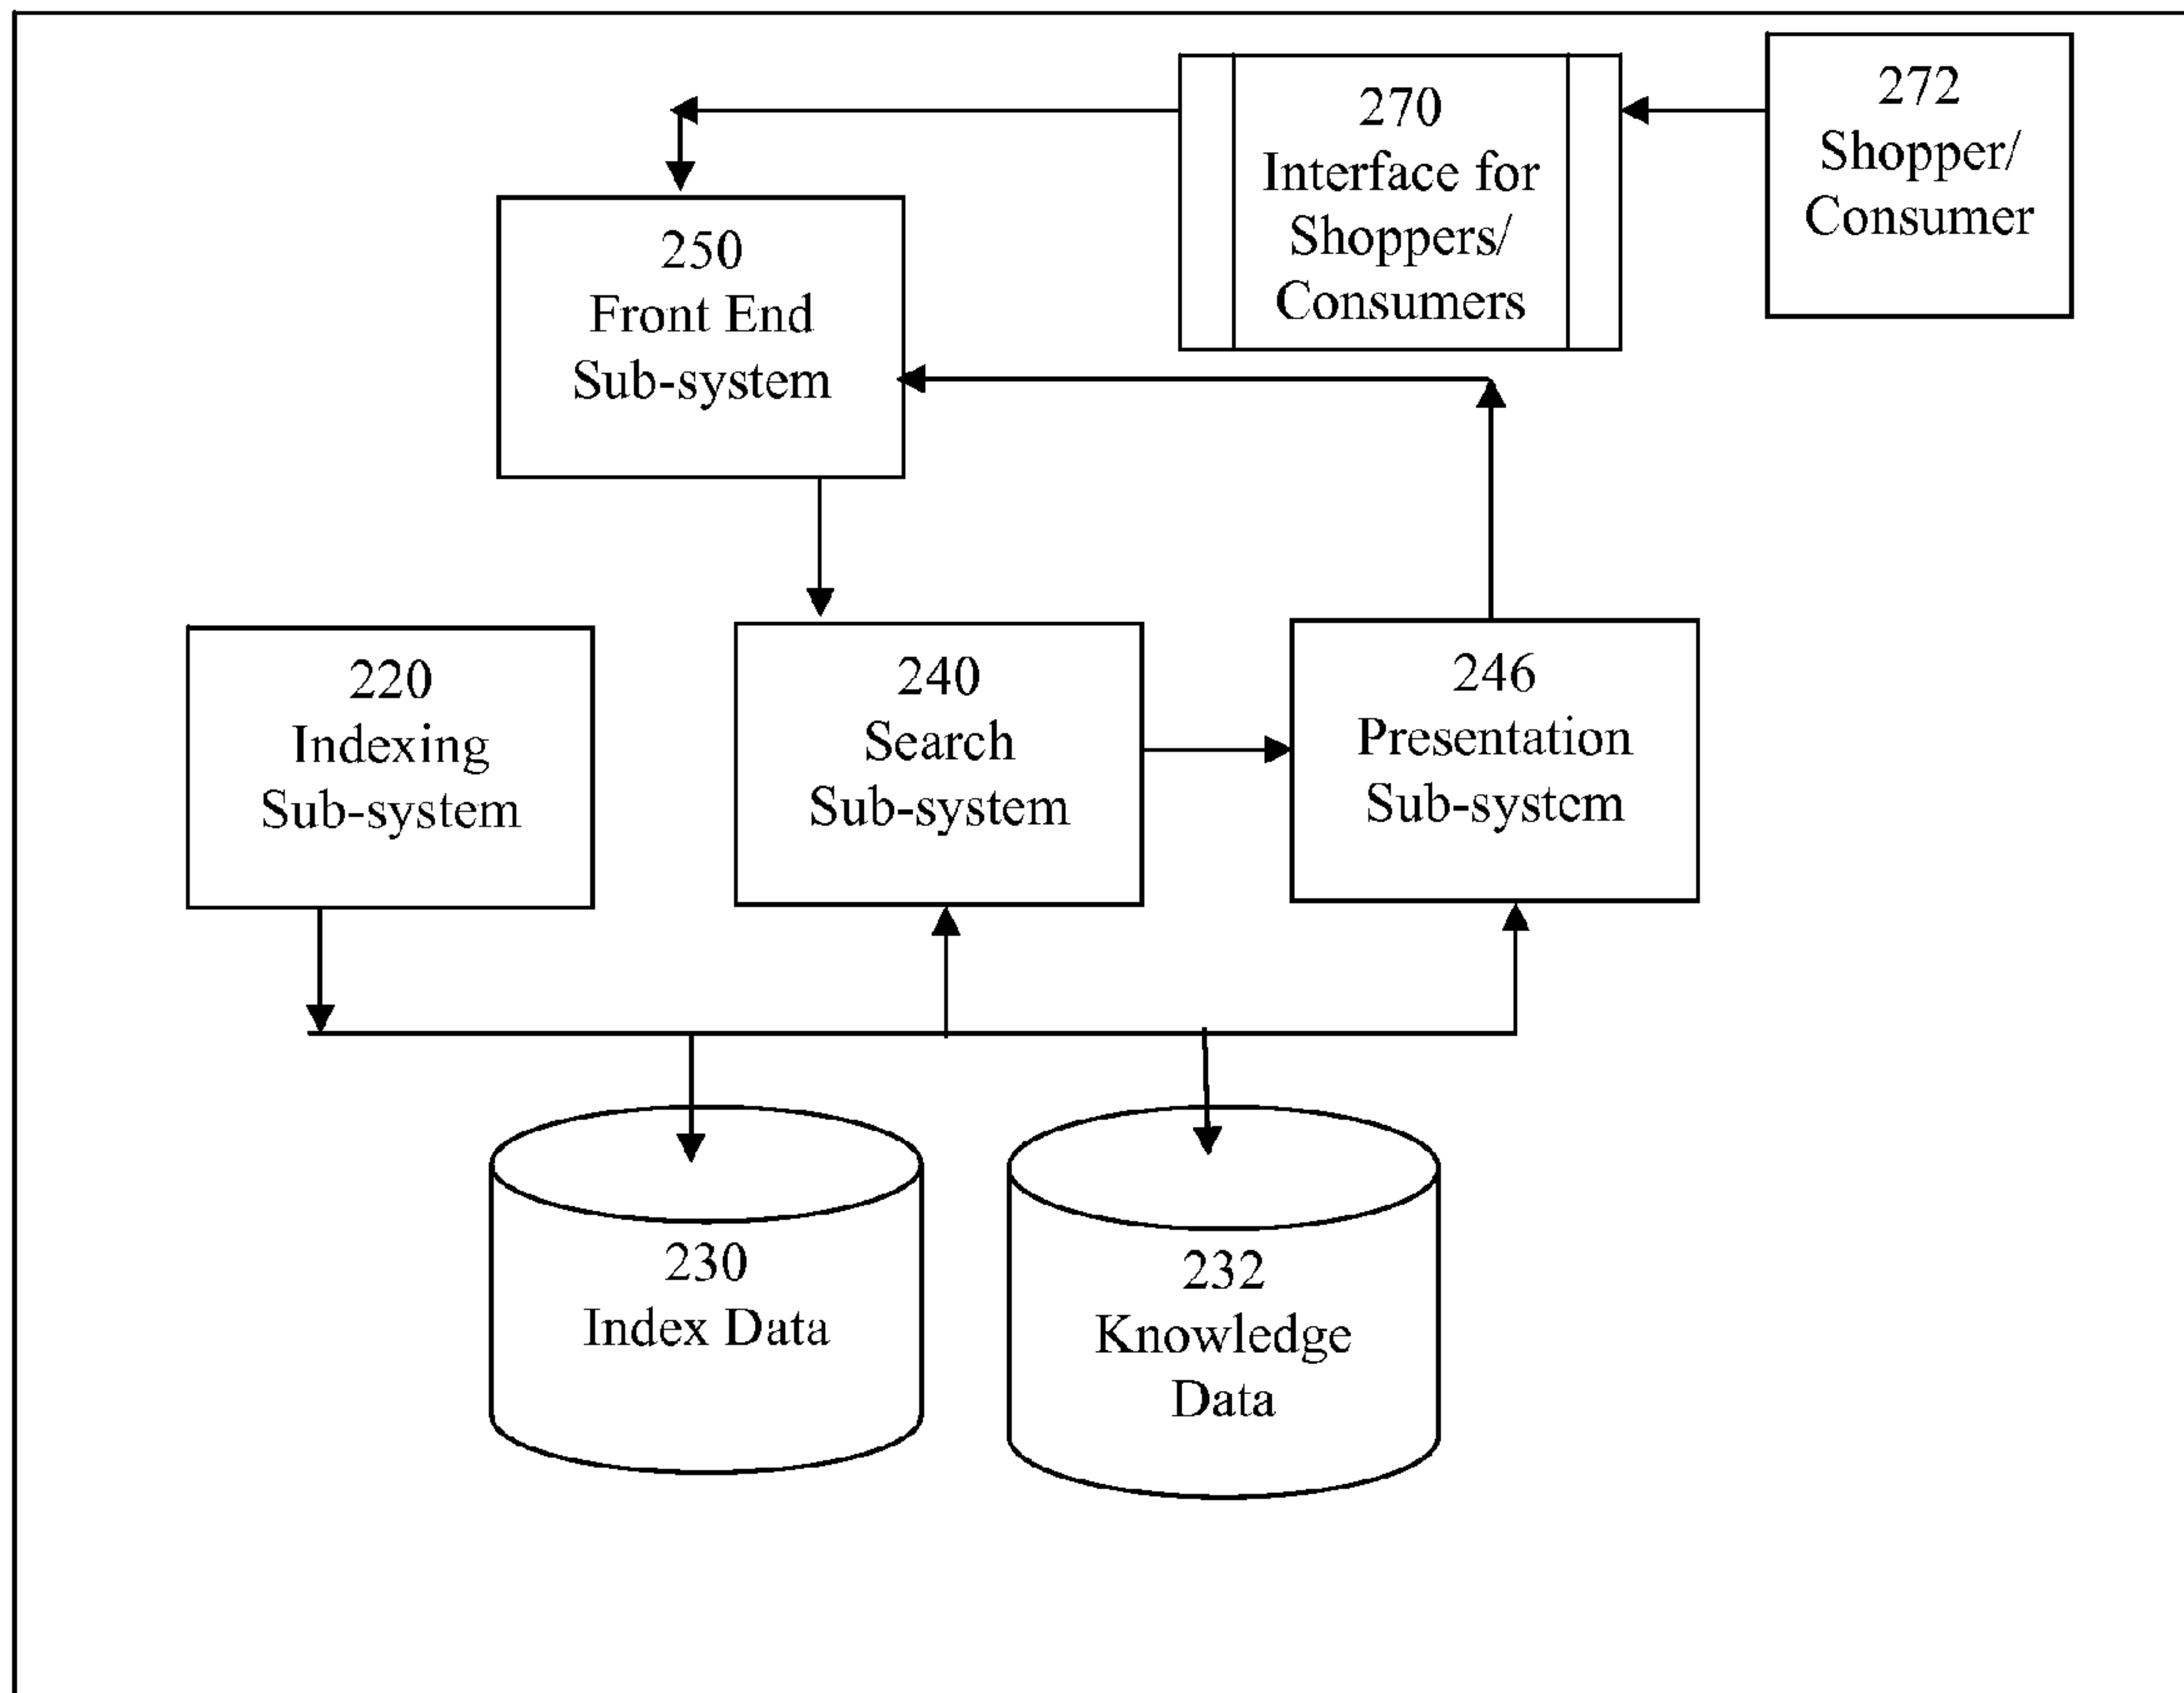 270
Interface for
Shoppers/
Consumers
272
Shopper/
Consumer
250
Front End
Sub-system
220
Indexing
Sub-system
240
Search
Sub-system
246
Presentation
Sub-system
230
Index Data
232
Knowledge
Data